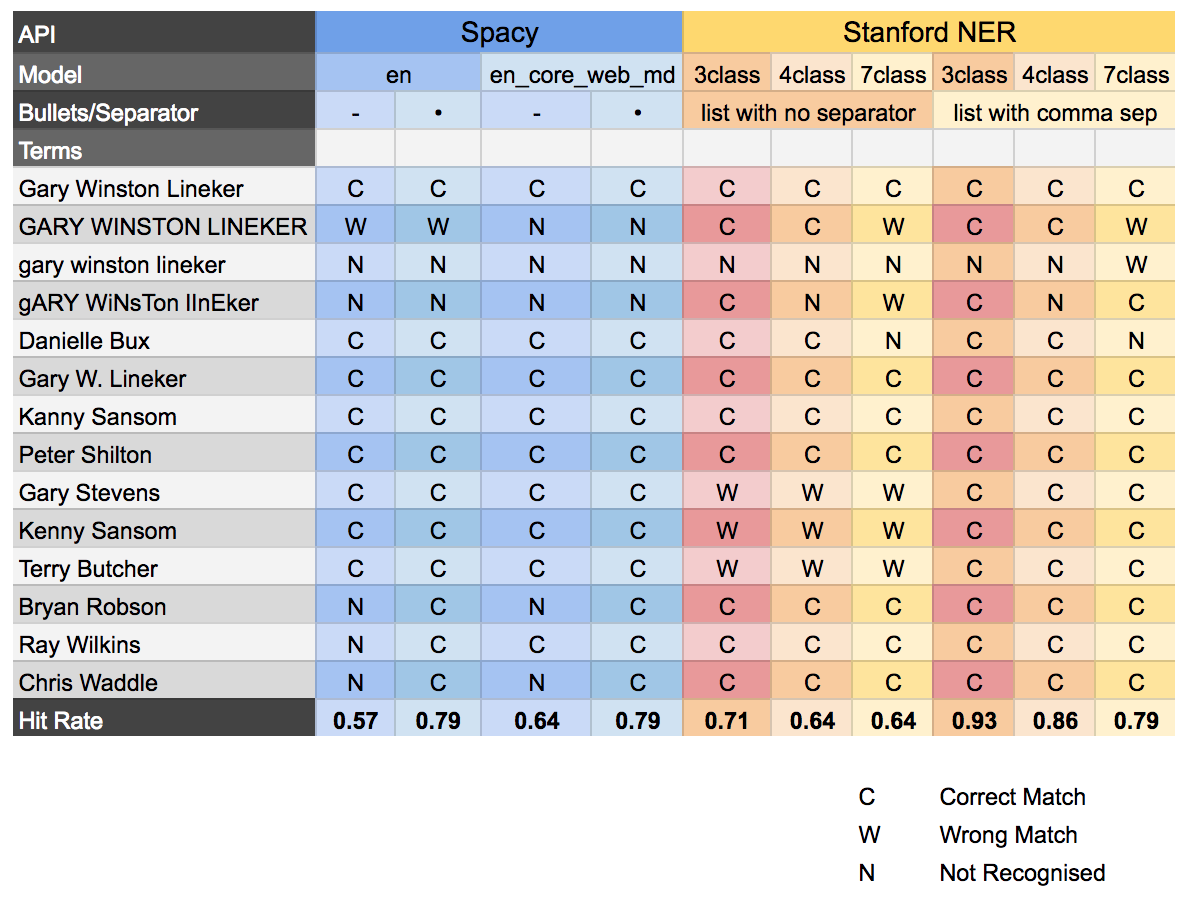 API Spacy Stanford NER
Model en en_core_web_md 3class 4class 7class 3class 4class 7class
Bullets/Separator - • - • list with no separator list with comma sep
Terms
Gary Winston Lineker C C C C C C C C C C
GARY WINSTON LINEKER W W N N C C W C C W
gary winston lineker N N N N N N N N N W
gARY WiNsTon lInEker N N N N C N W C N C
Danielle Bux C C C C C C N C C N
Gary W. Lineker C C C C C C C C C C
Kanny Sansom C C C C C C C C C C
Peter Shilton C C C C C C C C C C
Gary Stevens C C C C W W W C C C
Kenny Sansom C C C C W W W C C C
Terry Butcher C C C C W W W C C C
Bryan Robson N C N C C C C C C C
Ray Wilkins N C C C C C C C C C
Chris Waddle N C N C C C C C C C
Hit Rate 0.57 0.79 0.64 0.79 0.71 0.64 0.64 0.93 0.86 0.79
C Correct Match
W Wrong Match
N Not Recognised